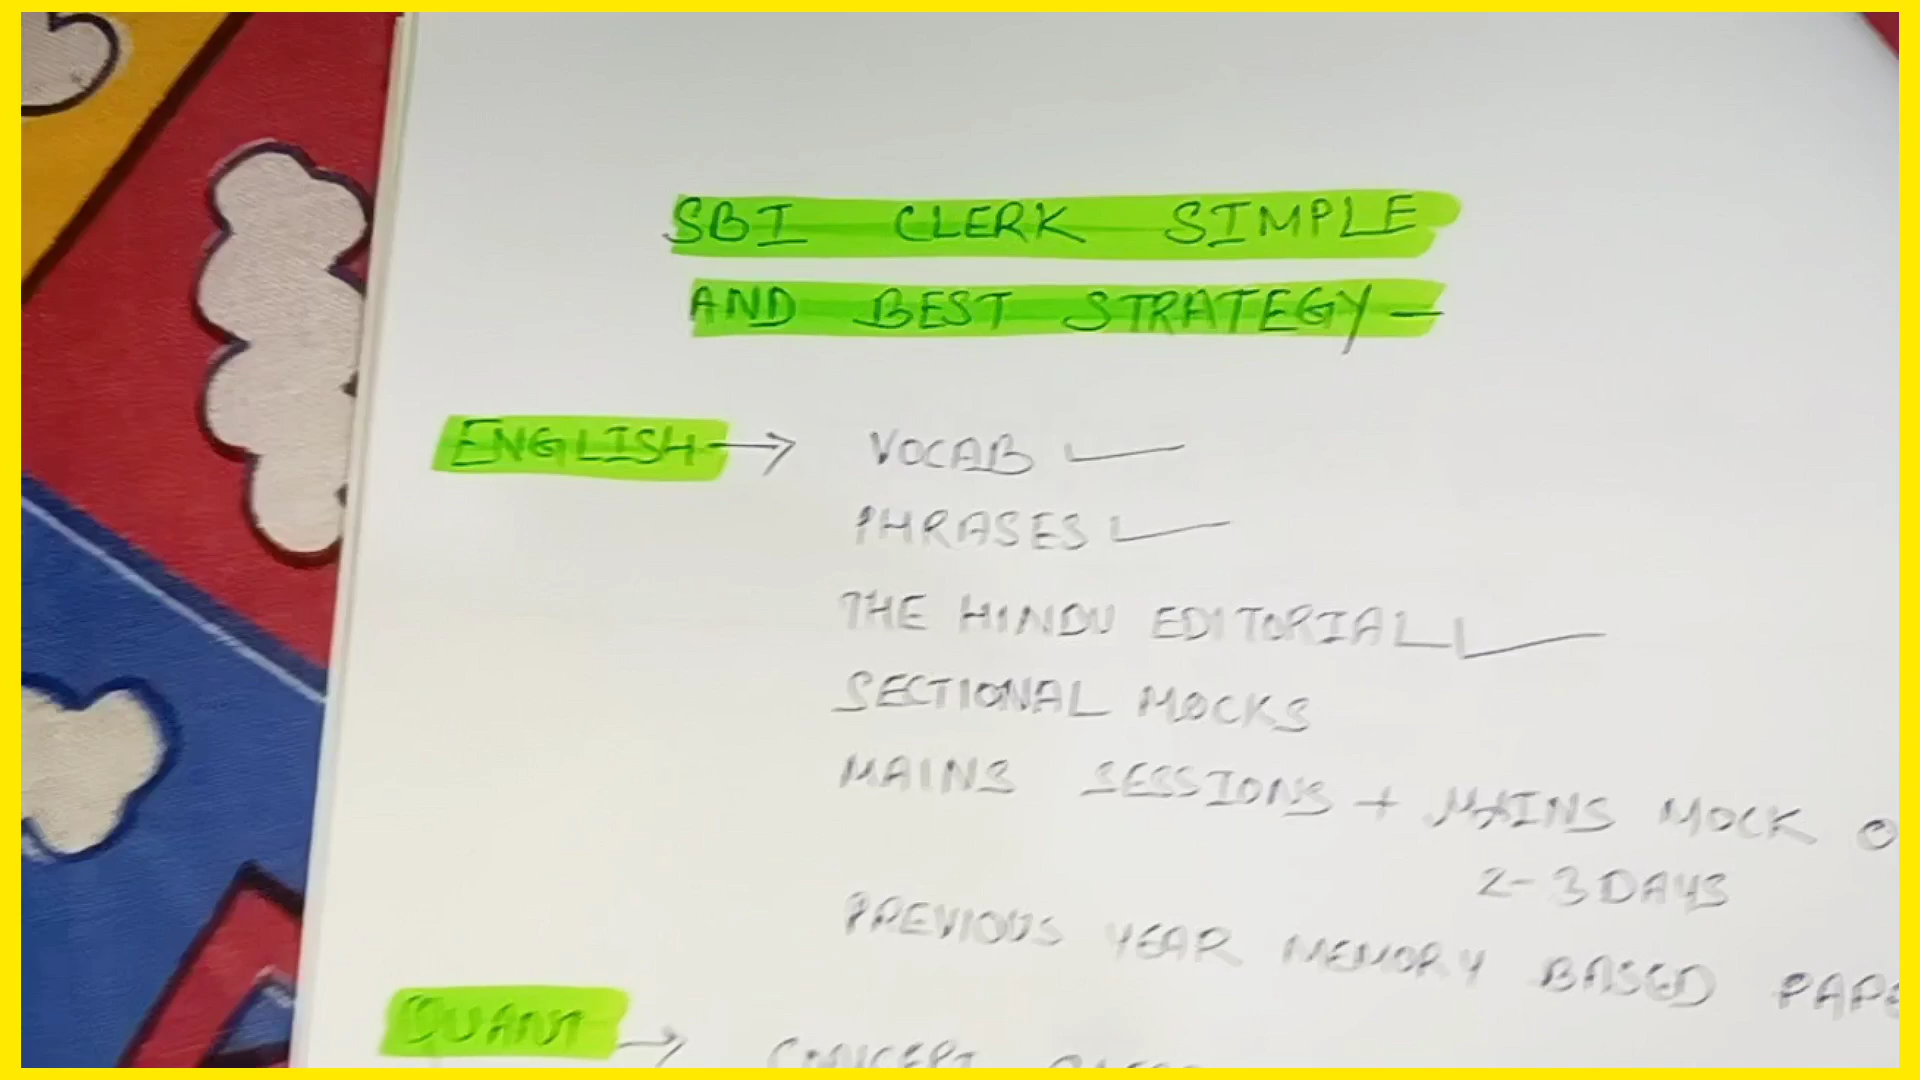 SBI CLERK SIMPLE
AND BEST STRATEGY -
ENGLISH → VOCAB
PHRASES
THE HINDU EDITORIAL
SECTIONAL MOCKS
MAINS SESSIONS + MAINS MOCK
2-3 DAYS
PREVIOUS YEAR MEMORY BASED
QUANT → CONCEPT